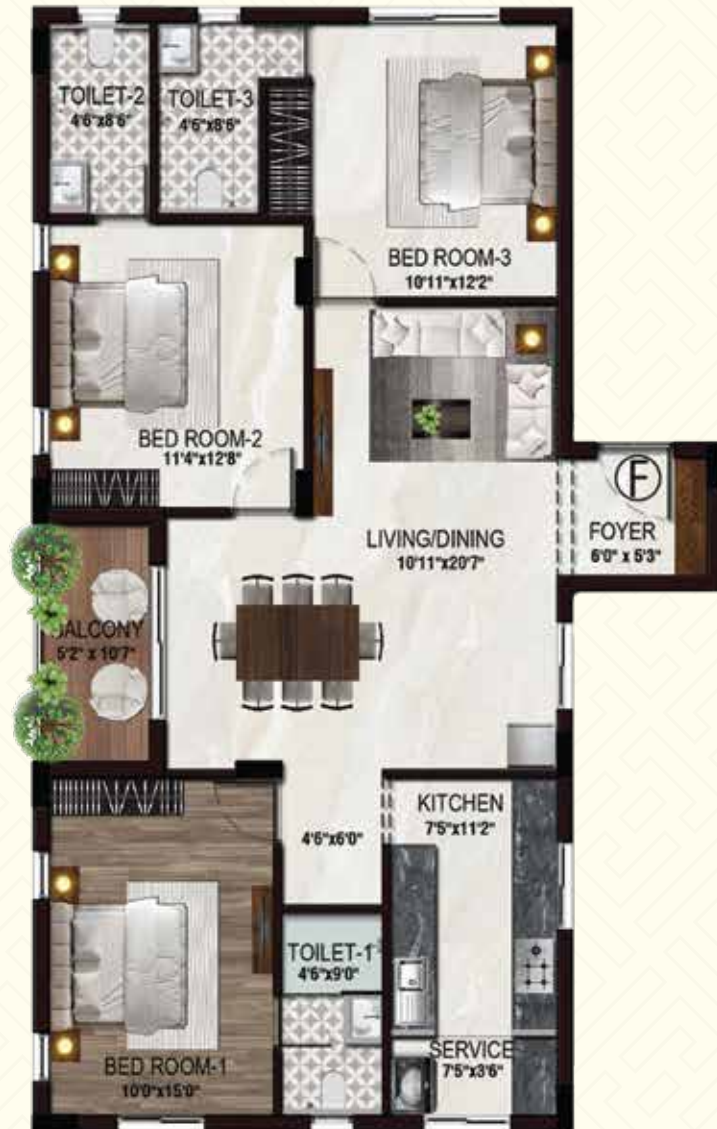 TOILET-2
4'6"x8'6"
TOILET-3
4'6"x8'6"
BED ROOM-3
10'11"x12'2"
BED ROOM-2
11'4"x12'8"
F
FOYER
6'0" x 5'3"
LIVING/DINING
10'11"x20'7"
BALCONY
5'2" x 10'7"
KITCHEN
7'5"x11'2"
4'6"x6'0"
TOILET-1
4'6"x9'0"
SERVICE
7'5"x3'6"
BED ROOM-1
10'0"x15'0"